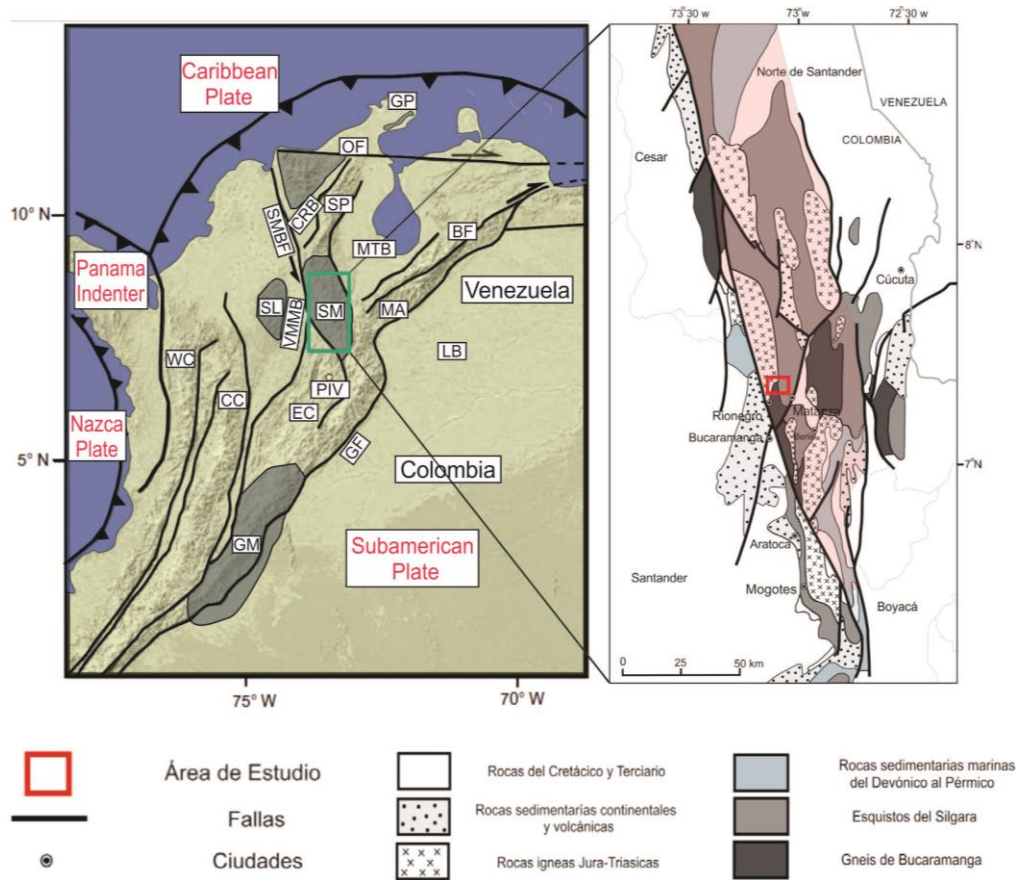 Caribbean
Plate
GP
OF
SMBF
CRB
SP
10° N
MTB
BF
Panama
Indenter
Venezuela
SL
VMMB
SM
MA
LB
WC
CC
PIV
EC
Nazca
Plate
5° N
GF
Colombia
GM
Subamerican
Plate
75° W
70° W
73°30 W
73° W
72°30 W
Norte de Santander
VENEZUELA
COLOMBIA
Cesar
8°N
Cúcuta
Rionegro
Matanza
Bucaramanga
Berlín
7°N
Aratoca
Santander
Mogotes
Boyacá
0 25 50 km
Área de Estudio
Fallas
Ciudades
Rocas del Cretácico y Terciario
Rocas sedimentarías continentales
y volcánicas
Rocas igneas Jura-Triasicas
Rocas sedimentarias marinas
del Devónico al Pérmico
Esquistos del Silgara
Gneis de Bucaramanga